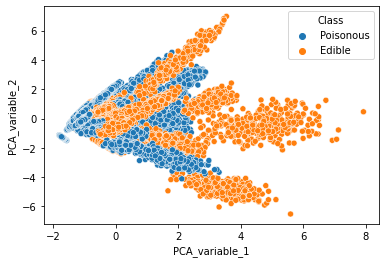 Class
Poisonous
Edible
PCA_variable_2
6
4
2
0
−2
−4
−6
−2
0
2
4
6
8
PCA_variable_1